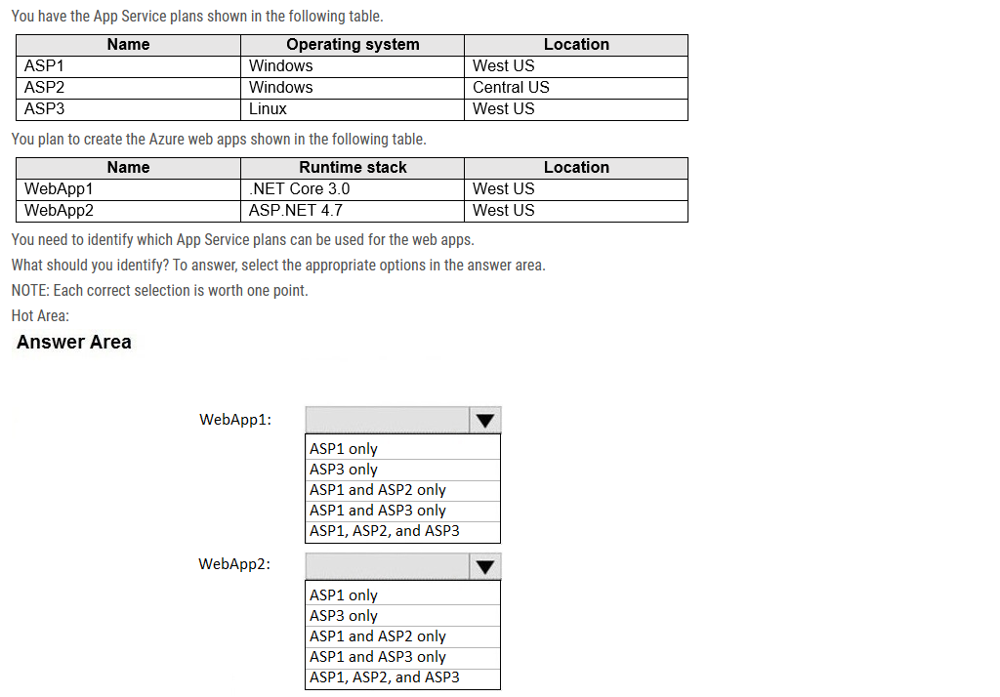 You have the App Service plans shown in the following table.
Name Operating system Location
ASP1 Windows West US
ASP2 Windows Central US
ASP3 Linux West US
You plan to create the Azure web apps shown in the following table.
Name Runtime stack Location
WebApp1 .NET Core 3.0 West US
WebApp2 ASP.NET 4.7 West US
You need to identify which App Service plans can be used for the web apps.
What should you identify? To answer, select the appropriate options in the answer area.
NOTE: Each correct selection is worth one point.
Hot Area:
Answer Area
WebApp1:
ASP1 only
ASP3 only
ASP1 and ASP2 only
ASP1 and ASP3 only
ASP1, ASP2, and ASP3
WebApp2:
ASP1 only
ASP3 only
ASP1 and ASP2 only
ASP1 and ASP3 only
ASP1, ASP2, and ASP3